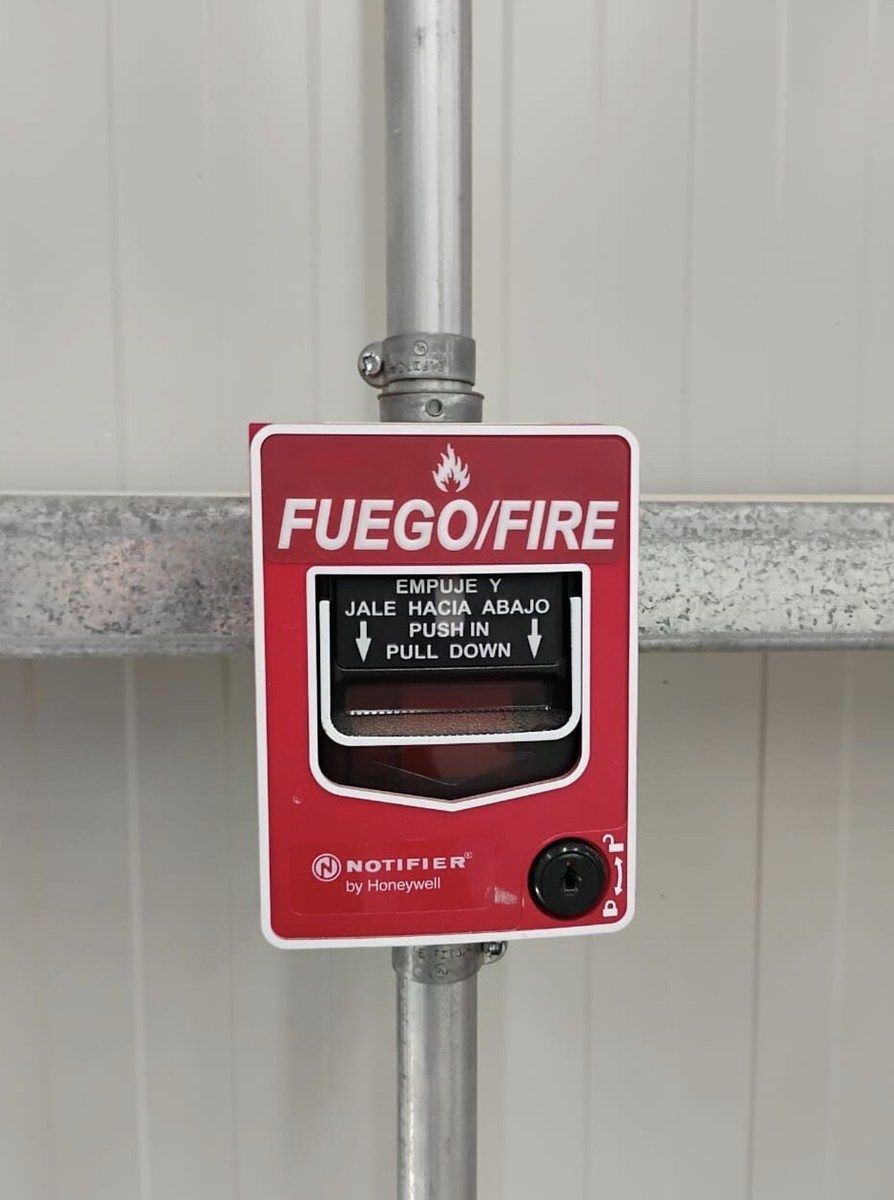 FUEGO/FIRE
EMPUJE Y
JALE HACIA ABAJO
PUSH IN
PULL DOWN
NOTIFIER
by Honeywell